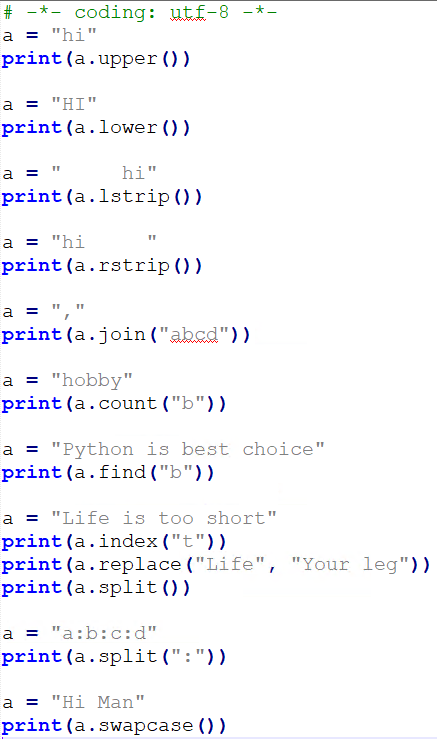 # -*- coding: utf-8 -*-
a = "hi"
print(a.upper())
a = "HI"
print(a.lower())
a = "     hi"
print(a.lstrip())
a = "hi     "
print(a.rstrip())
a = ","
print(a.join("abcd"))
a = "hobby"
print(a.count("b"))
a = "Python is best choice"
print(a.find("b"))
a = "Life is too short"
print(a.index("t"))
print(a.replace("Life", "Your leg"))
print(a.split())
a = "a:b:c:d"
print(a.split(":"))
a = "Hi Man"
print(a.swapcase())